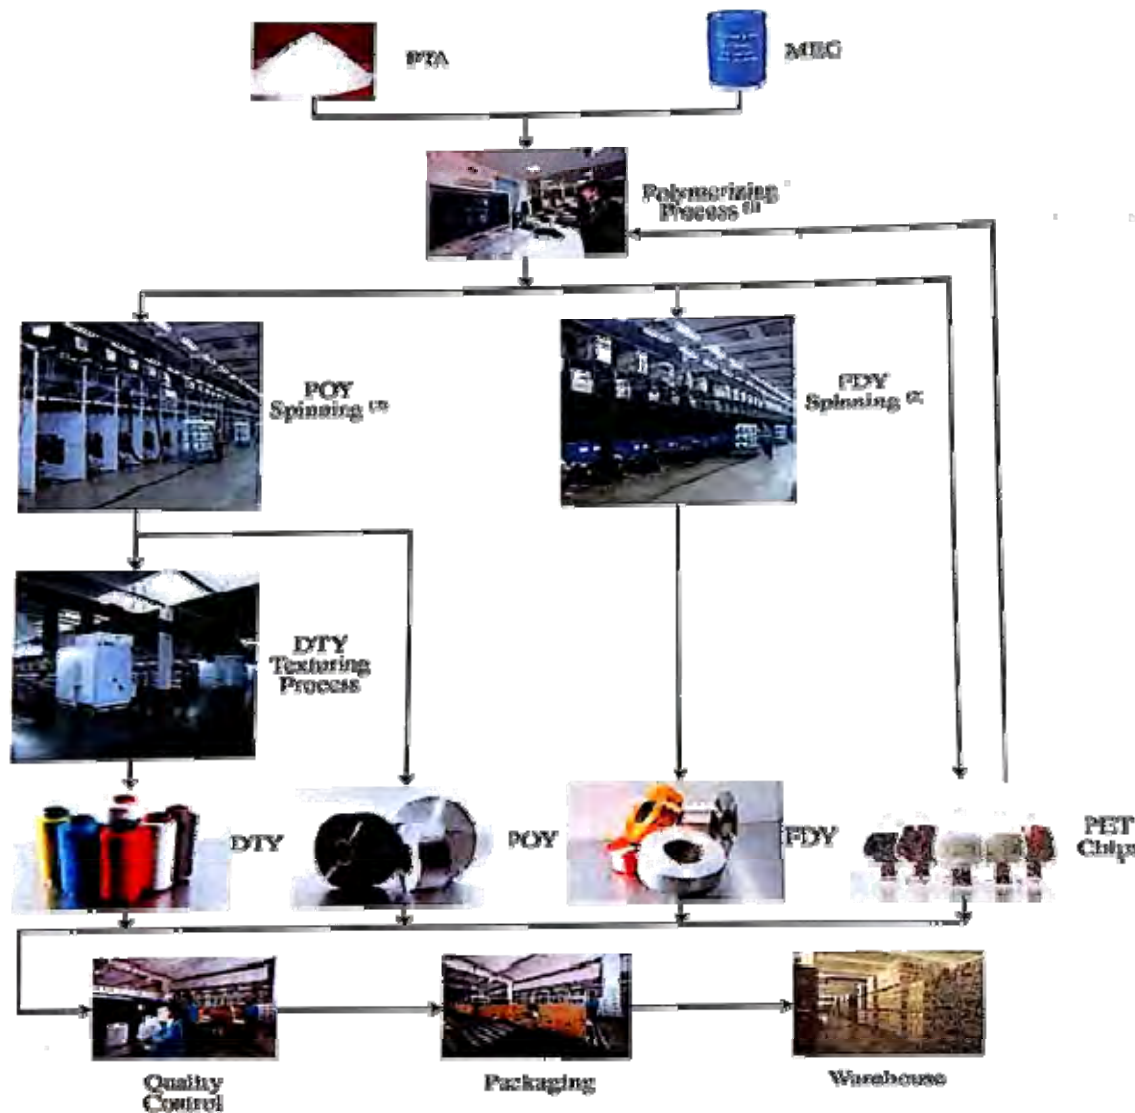 PTA
MEG
Polymerizing
Process (1)
POY
Spinning
FDY
Spinning
DTY
Texturing
Process
DTY
POY
FDY
PET
Chips
Quality
Control
Packaging
Warehouse